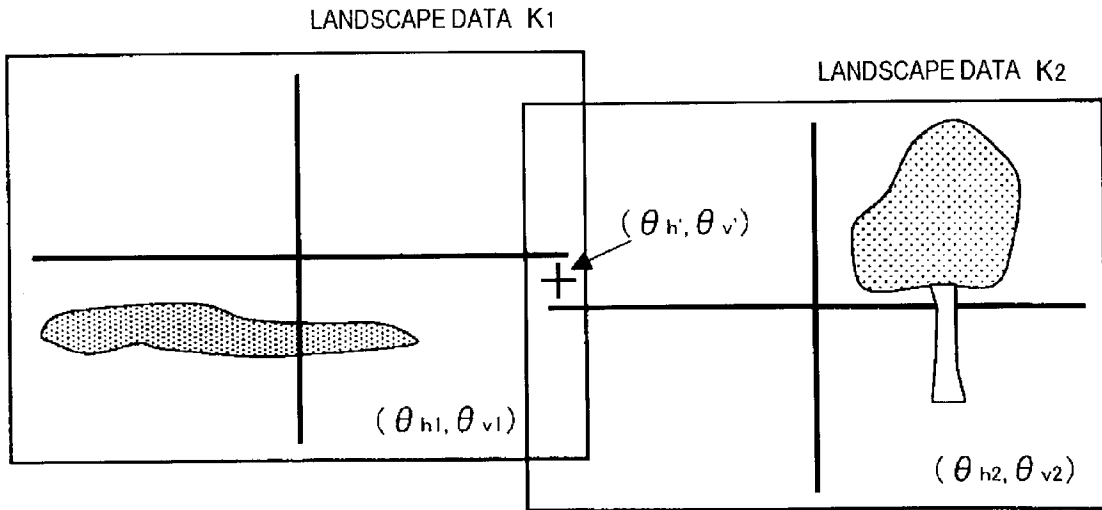 LANDSCAPE DATA K1
LANDSCAPE DATA K2
(θh', θv')
(θh1, θv1)
(θh2, θv2)